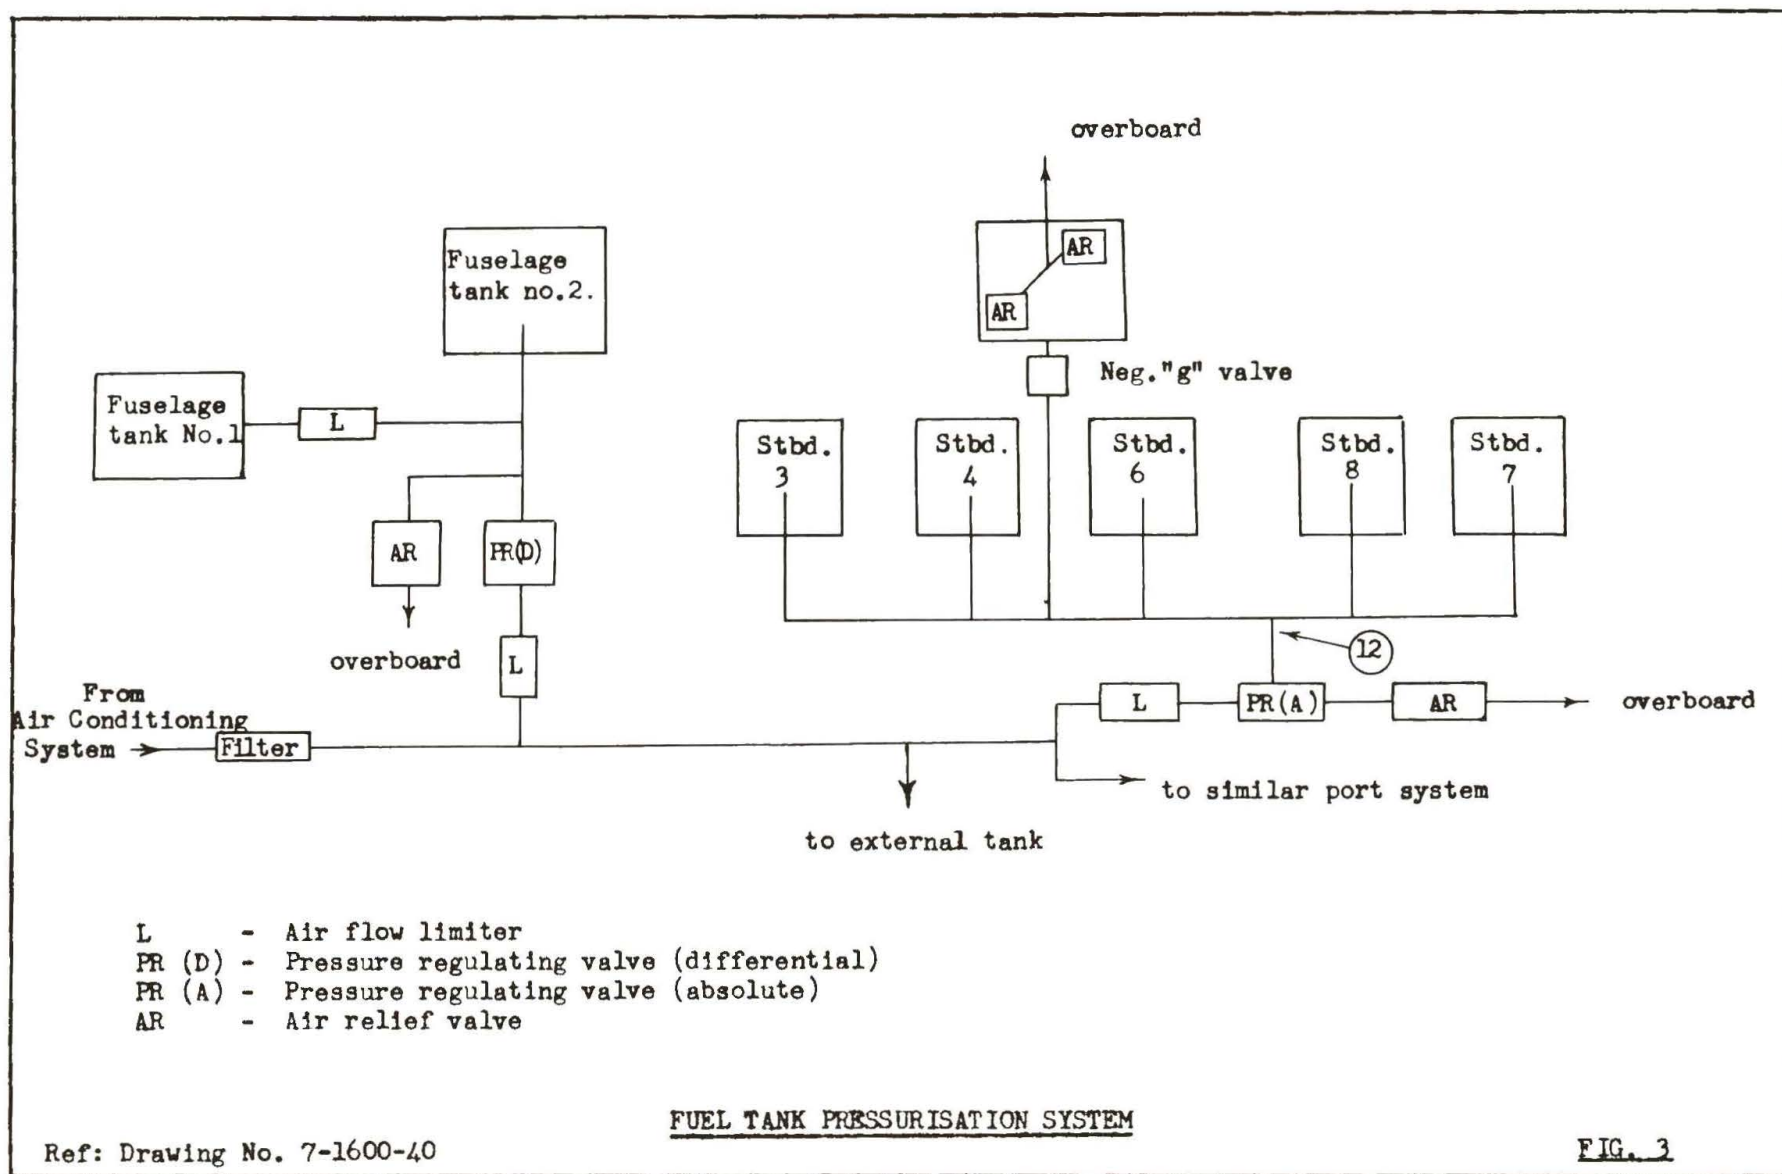 overboard
Fuselage
tank no.2.
AR
AR
Neg."g" valve
Fuselage
tank No.1
L
Stbd.
3
Stbd.
4
Stbd.
6
Stbd.
8
Stbd.
7
AR
PR(D)
overboard
L
12
From
Air Conditioning
System
Filter
L
PR(A)
AR
overboard
to similar port system
to external tank
L - Air flow limiter
PR (D) - Pressure regulating valve (differential)
PR (A) - Pressure regulating valve (absolute)
AR - Air relief valve
FUEL TANK PRESSURISATION SYSTEM
Ref: Drawing No. 7-1600-40
FIG. 3